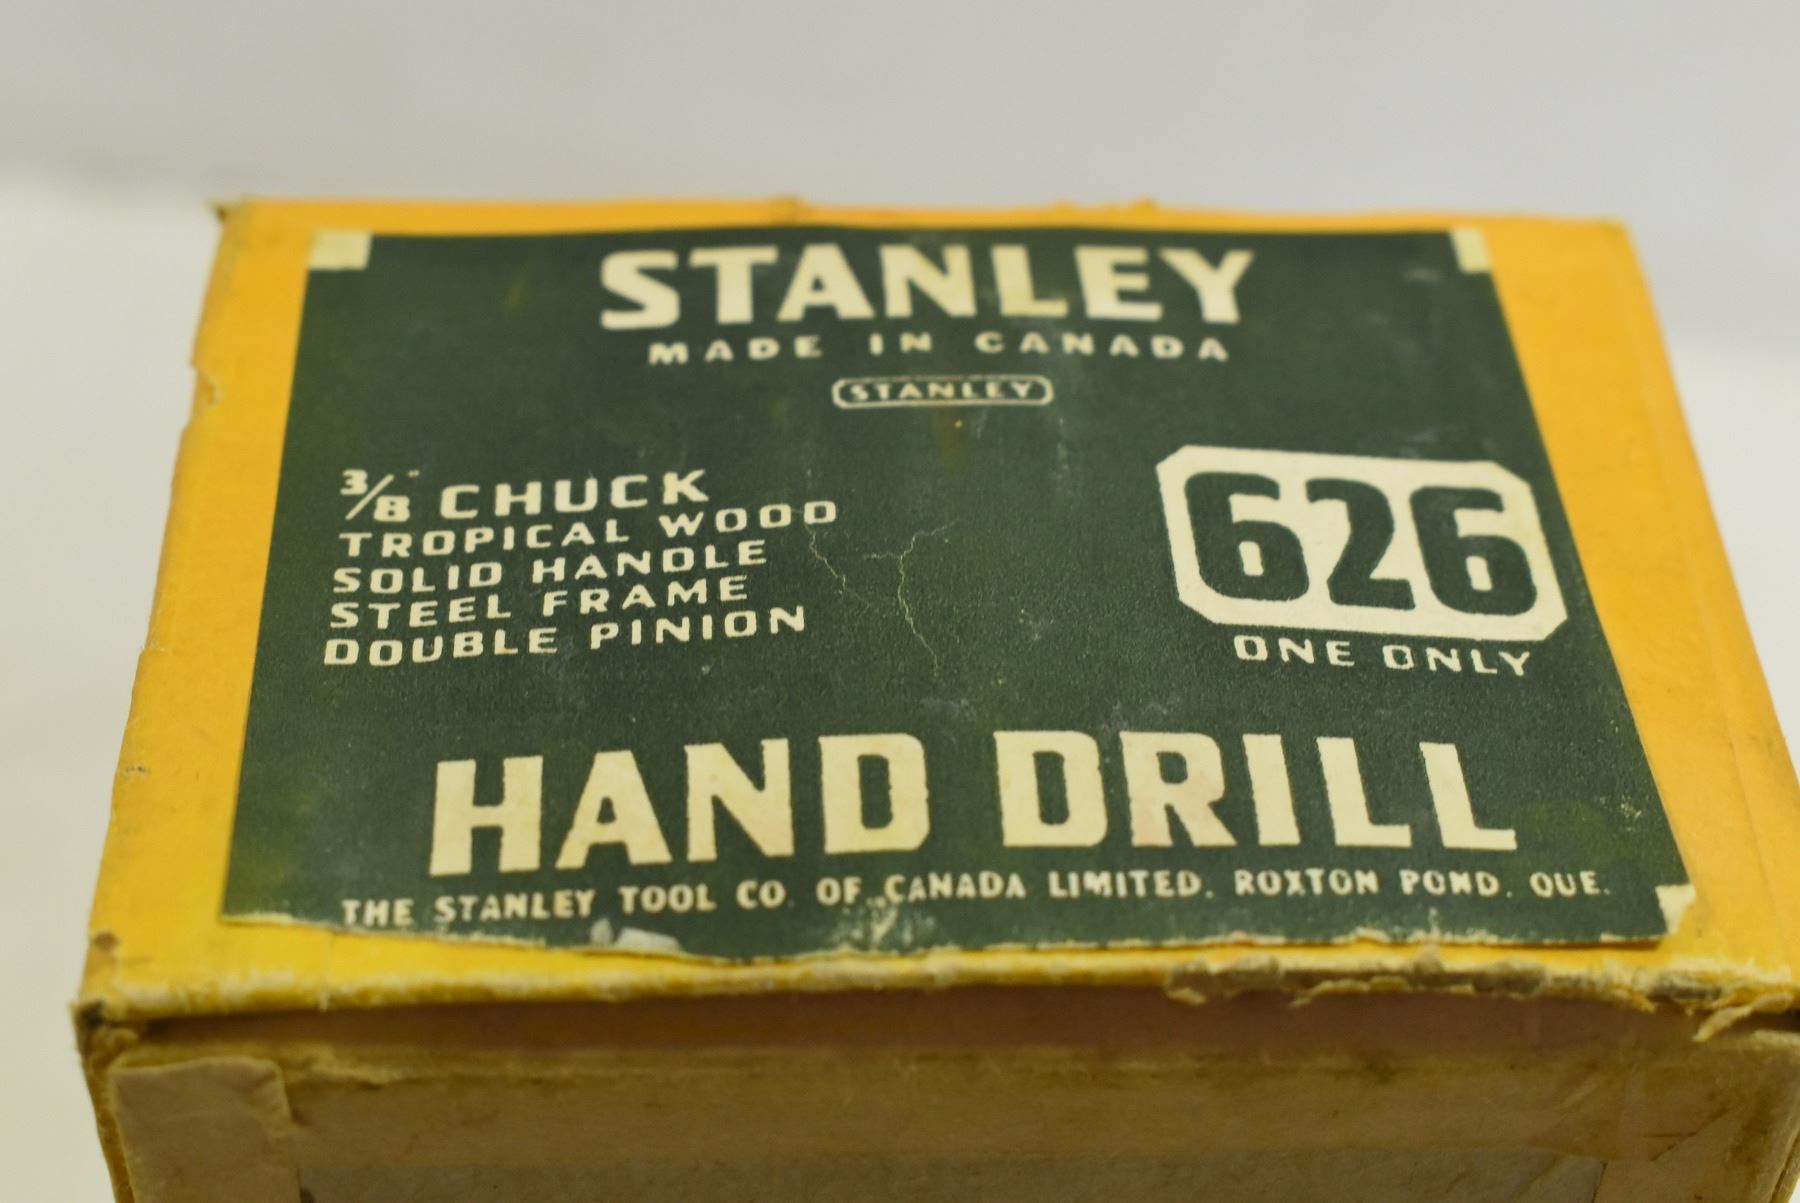 STANLEY
MADE IN CANADA
STANLEY
3/8" CHUCK
TROPICAL WOOD
SOLID HANDLE
STEEL FRAME
DOUBLE PINION
626
ONE ONLY
HAND DRILL
THE STANLEY TOOL CO. OF CANADA LIMITED. ROXTON POND. QUE.